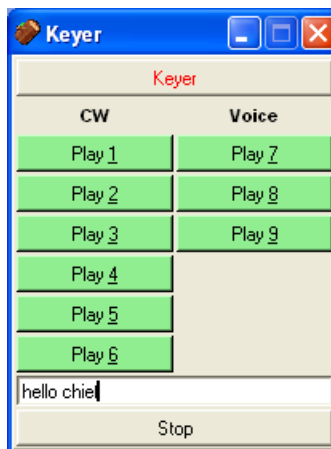 Keyer
Keyer
CW Voice
Play 1 Play 7
Play 2 Play 8
Play 3 Play 9
Play 4
Play 5
Play 6
hello chiel
Stop